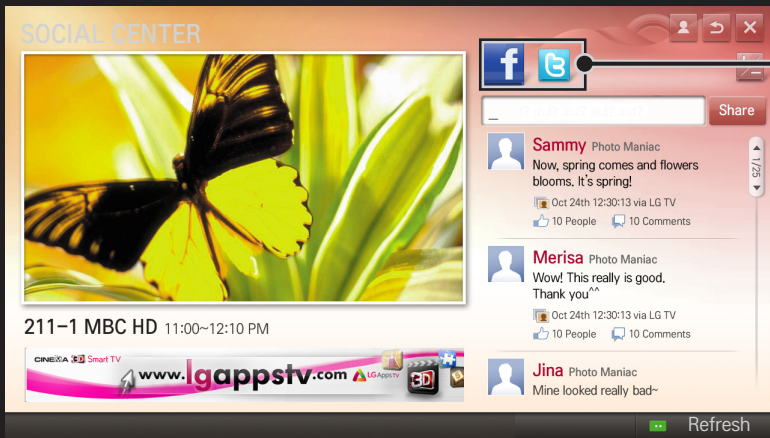 SOCIAL CENTER
f
t
_
Share
Sammy Photo Maniac
Now, spring comes and flowers
blooms. It's spring!
Oct 24th 12:30:13 via LG TV
10 People 10 Comments
1/25
Merisa Photo Maniac
Wow! This really is good.
Thank you^^
Oct 24th 12:30:13 via LG TV
10 People 10 Comments
Jina Photo Maniac
Mine looked really bad~
211-1 MBC HD 11:00~12:10 PM
CINEMA 3D Smart TV
www.lgappstv.com LG Apps TV
3D
Refresh